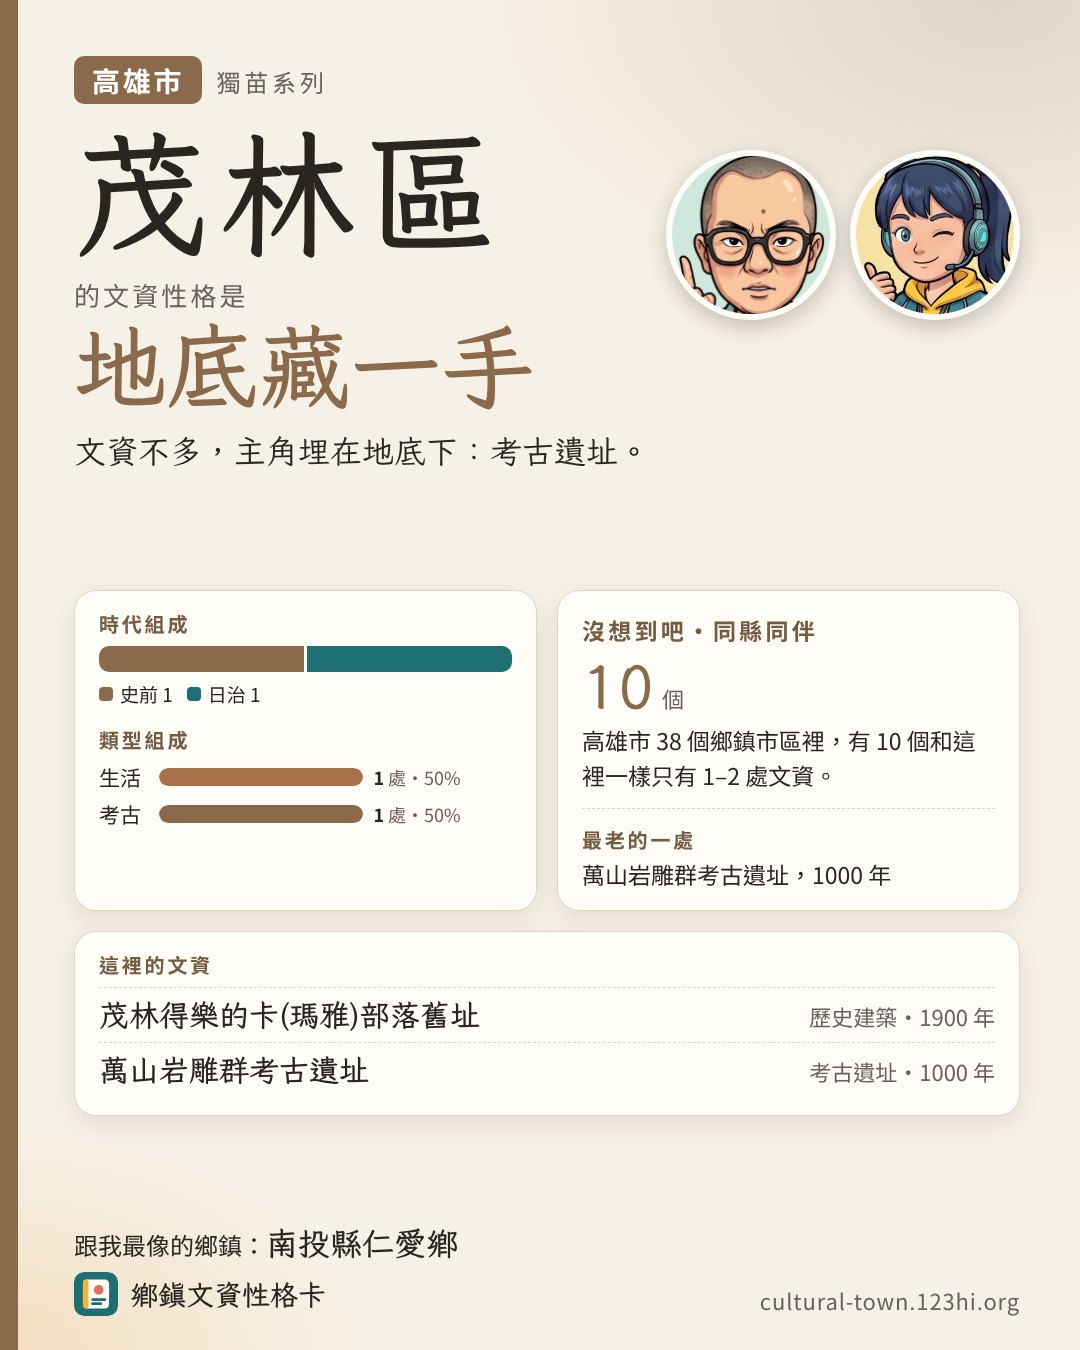 高雄市 獨苗系列
茂林區
的文資性格是
地底藏一手
文資不多，主角埋在地底下：考古遺址。
時代組成
史前 1 日治 1
類型組成
生活 1 處・50%
考古 1 處・50%
沒想到吧・同縣同伴
10 個
高雄市 38 個鄉鎮市區裡，有 10 個和這
裡一樣只有 1–2 處文資。
最老的一處
萬山岩雕群考古遺址，1000 年
這裡的文資
茂林得樂的卡(瑪雅)部落舊址 歷史建築・1900 年
萬山岩雕群考古遺址 考古遺址・1000 年
跟我最像的鄉鎮：南投縣仁愛鄉
鄉鎮文資性格卡
cultural-town.123hi.org